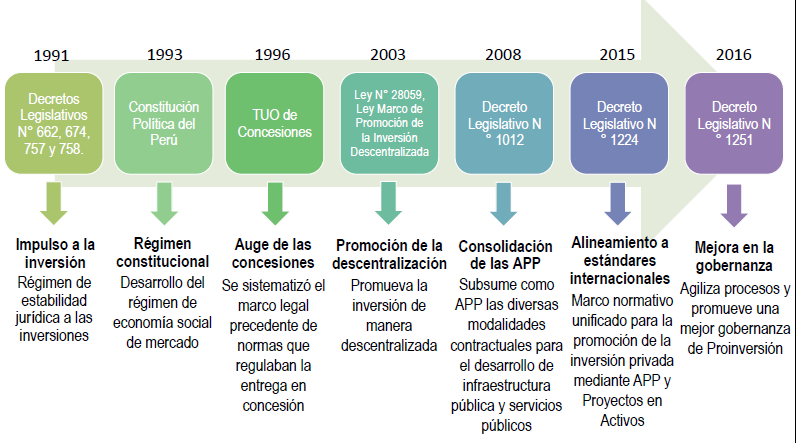 1991
Decretos
Legislativos
N° 662, 674,
757 y 758.
Impulso a la
inversión
Régimen de
estabilidad
jurídica a las
inversiones
1993
Constitución
Política del
Perú
Régimen
constitucional
Desarrollo del
régimen de
economía social
de mercado
1996
TUO de
Concesiones
Auge de las
concesiones
Se sistematizó el
marco legal
precedente de
normas que
regulaban la
entrega en
concesión
2003
Ley N° 28059,
Ley Marco de
Promoción de
la Inversión
Descentralizada
Promoción de la
descentralización
Promueva la
inversión de
manera
descentralizada
2008
Decreto
Legislativo N
° 1012
Consolidación
de las APP
Subsume como
APP las diversas
modalidades
contractuales para
el desarrollo de
infraestructura
pública y servicios
públicos
2015
Decreto
Legislativo N
° 1224
Alineamiento a
estándares
internacionales
Marco normativo
unificado para la
promoción de la
inversión privada
mediante APP y
Proyectos en
Activos
2016
Decreto
Legislativo N
° 1251
Mejora en la
gobernanza
Agiliza procesos y
promueve una
mejor gobernanza
de Proinversión